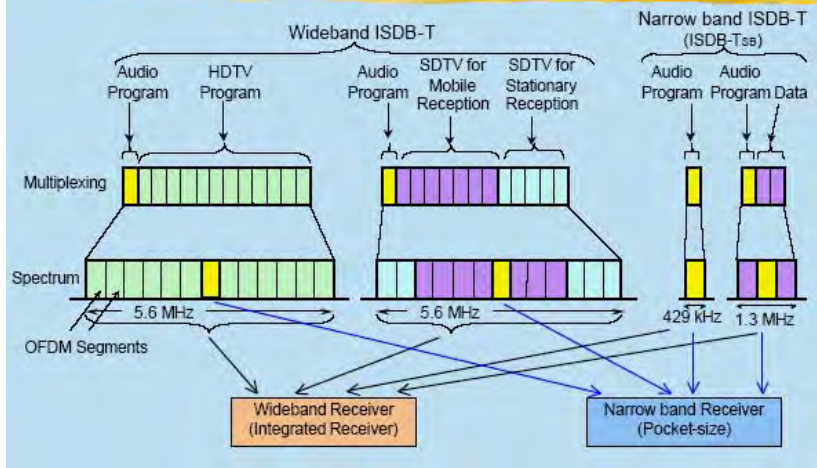 Wideband ISDB-T
Narrow band ISDB-T
(ISDB-TSB)
Audio
Program
HDTV
Program
Audio
Program
SDTV for
Mobile
Reception
SDTV for
Stationary
Reception
Audio
Program
Audio
Program
Data
Multiplexing
Spectrum
5.6 MHz
5.6 MHz
429 kHz
1.3 MHz
OFDM Segments
Wideband Receiver
(Integrated Receiver)
Narrow band Receiver
(Pocket-size)